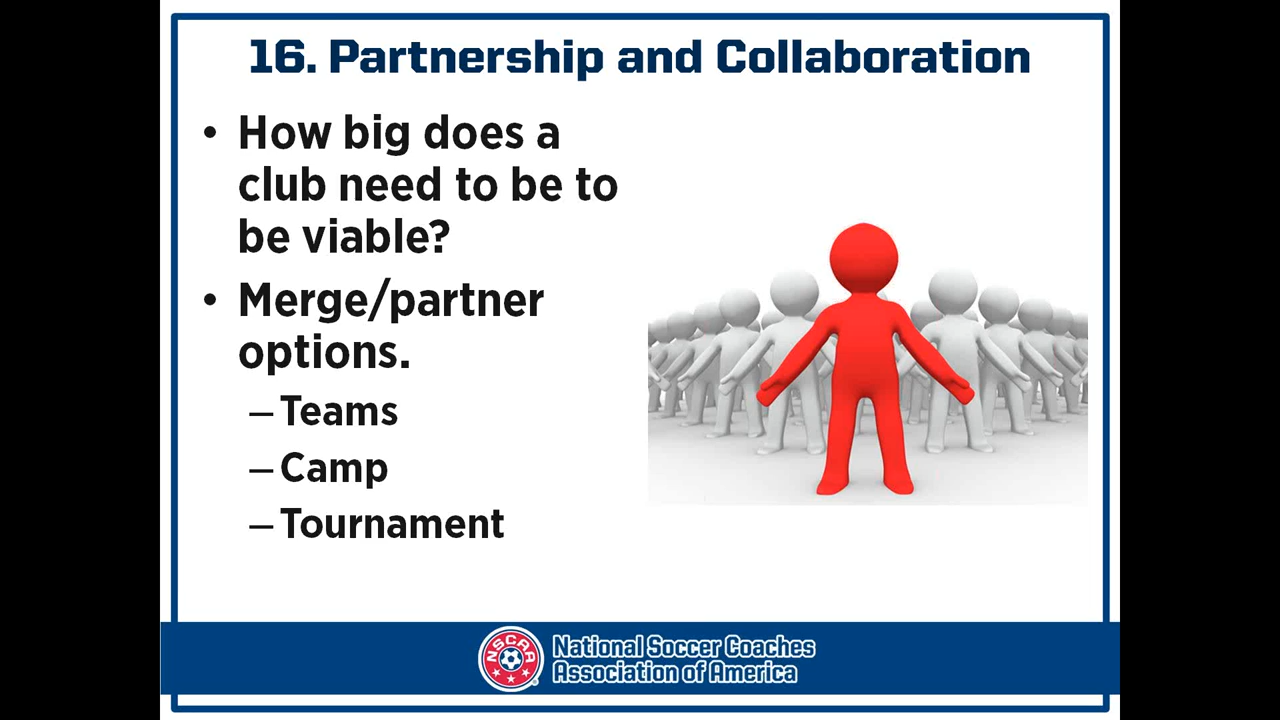 16. Partnership and Collaboration
• How big does a
club need to be to
be viable?
• Merge/partner
options.
– Teams
– Camp
– Tournament
NSCAA
National Soccer Coaches
Association of America